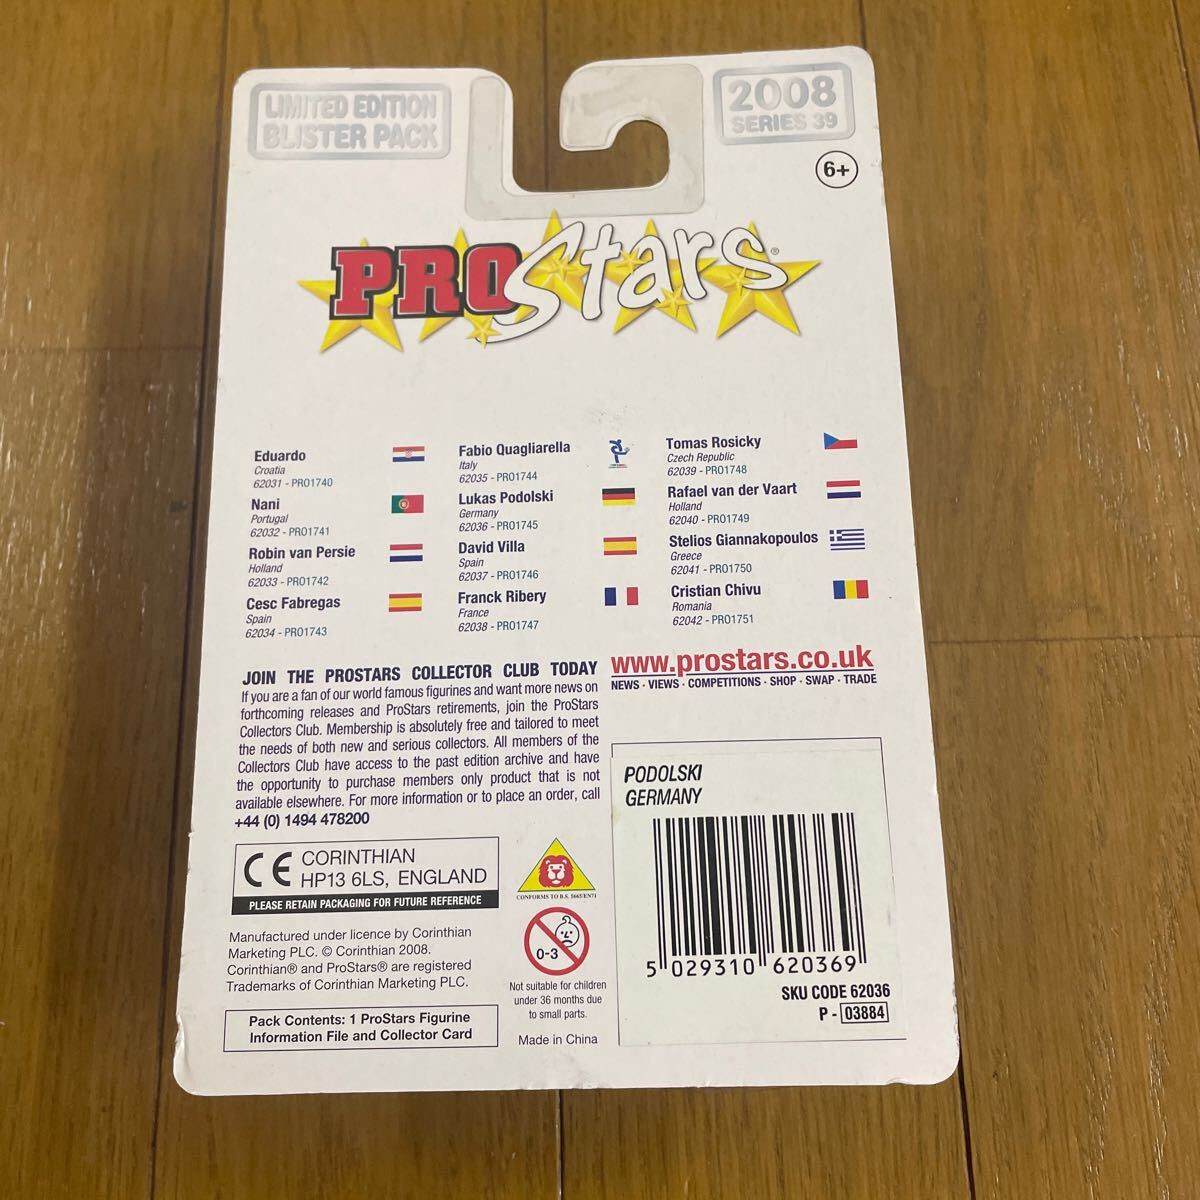 LIMITED EDITION
BLISTER PACK
2008
SERIES 39
6+
PROStars®
Eduardo
Croatia
62031 - PRO1740
Nani
Portugal
62032 - PRO1741
Robin van Persie
Holland
62033 - PRO1742
Cesc Fabregas
Spain
62034 - PRO1743
Fabio Quagliarella
Italy
62035 - PRO1744
Lukas Podolski
Germany
62036 - PRO1745
David Villa
Spain
62037 - PRO1746
Franck Ribery
France
62038 - PRO1747
Tomas Rosicky
Czech Republic
62039 - PRO1748
Rafael van der Vaart
Holland
62040 - PRO1749
Stelios Giannakopoulos
Greece
62041 - PRO1750
Cristian Chivu
Romania
62042 - PRO1751
JOIN THE PROSTARS COLLECTOR CLUB TODAY
If you are a fan of our world famous figurines and want more news on
forthcoming releases and ProStars retirements, join the ProStars
Collectors Club. Membership is absolutely free and tailored to meet
the needs of both new and serious collectors. All members of the
Collectors Club have access to the past edition archive and have
the opportunity to purchase members only product that is not
available elsewhere. For more information or to place an order, call
+44 (0) 1494 478200
www.prostars.co.uk
NEWS · VIEWS · COMPETITIONS · SHOP · SWAP · TRADE
CE CORINTHIAN
HP13 6LS, ENGLAND
PLEASE RETAIN PACKAGING FOR FUTURE REFERENCE
Manufactured under licence by Corinthian
Marketing PLC. © Corinthian 2008.
Corinthian® and ProStars® are registered
Trademarks of Corinthian Marketing PLC.
Pack Contents: 1 ProStars Figurine
Information File and Collector Card
CONFORMS TO B.S. 5665/EN71
0-3
Not suitable for children
under 36 months due
to small parts.
Made in China
PODOLSKI
GERMANY
5 029310 620369
SKU CODE 62036
P - 03884